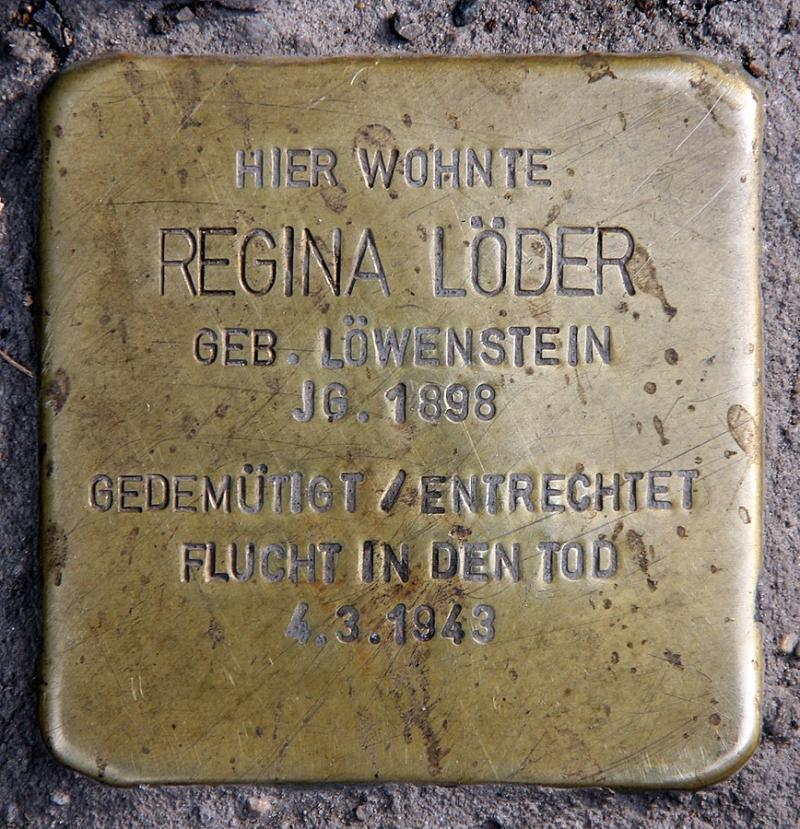 HIER WOHNTE
REGINA LÖDER
GEB. LÖWENSTEIN
JG. 1898
GEDEMÜTIGT / ENTRECHTET
FLUCHT IN DEN TOD
4.3.1943